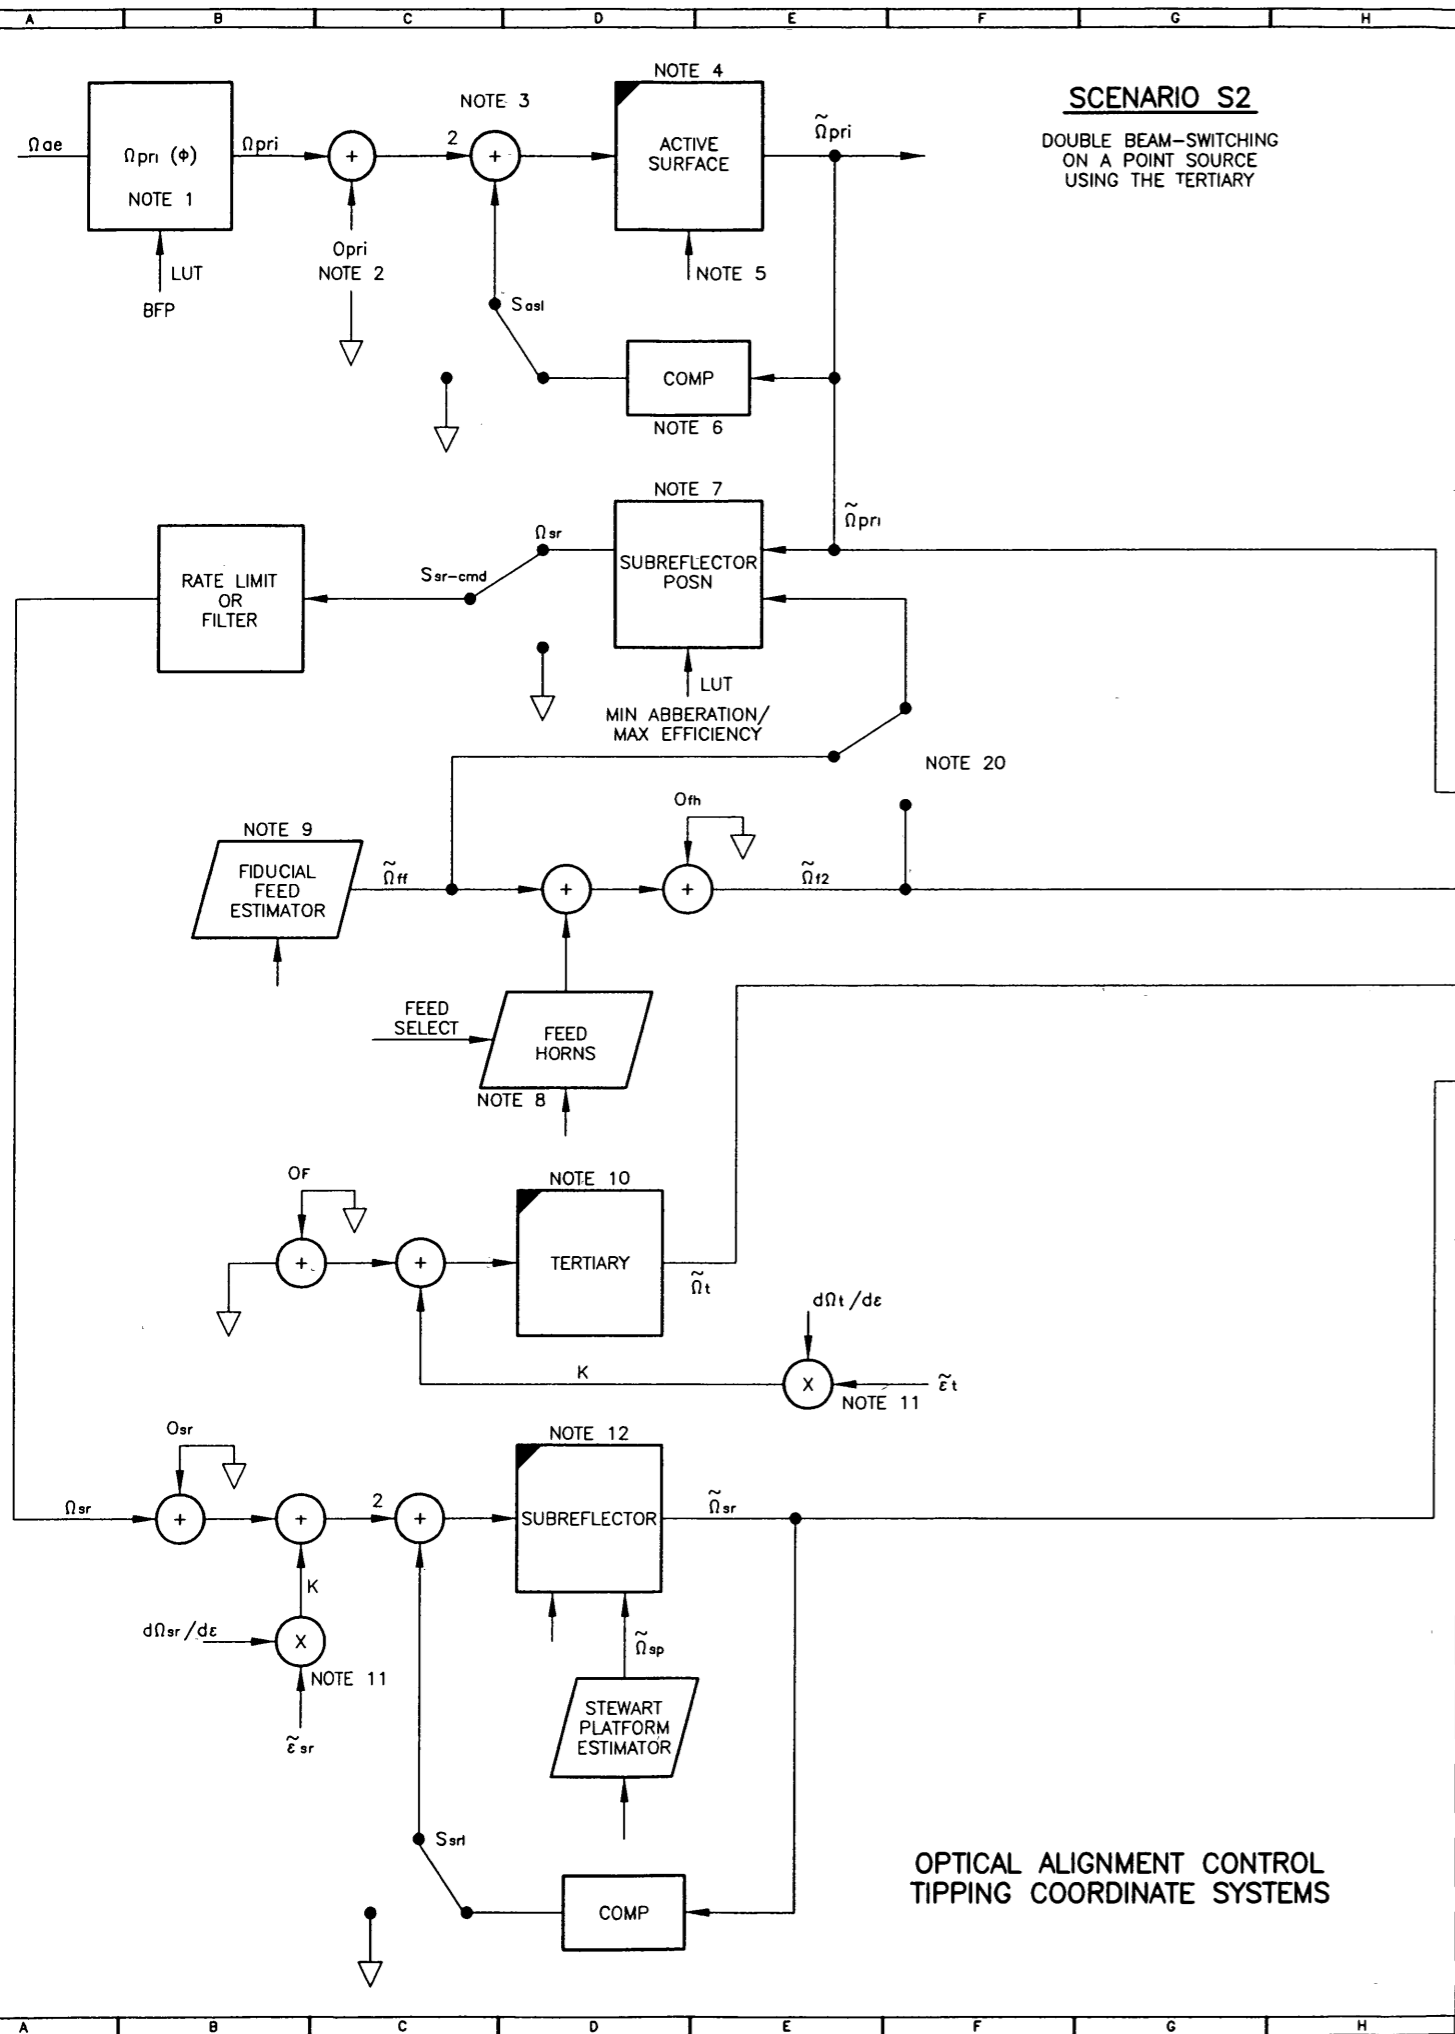 A B C D E F G H
NOTE 4
SCENARIO S2
DOUBLE BEAM-SWITCHING
ON A POINT SOURCE
USING THE TERTIARY
NOTE 3
Ωae
Ωpri (Φ)
NOTE 1
Ωpri
+
2
+
ACTIVE
SURFACE
Ω̃pri
LUT
BFP
Opri
NOTE 2
NOTE 5
Sasl
COMP
NOTE 6
NOTE 7
Ω̃pri
Ωsr
SUBREFLECTOR
POSN
Ssr-cmd
RATE LIMIT
OR
FILTER
LUT
MIN ABBERATION/
MAX EFFICIENCY
NOTE 20
Ofh
NOTE 9
FIDUCIAL
FEED
ESTIMATOR
Ω̃ff
+
+
Ω̃f2
FEED
SELECT
FEED
HORNS
NOTE 8
OF
NOTE 10
+
+
TERTIARY
Ω̃t
dΩt/dε
K
X
ε̃t
NOTE 11
Osr
NOTE 12
Ωsr
+
+
2
+
SUBREFLECTOR
Ω̃sr
K
dΩsr/dε
X
NOTE 11
ε̃sr
Ω̃sp
STEWART
PLATFORM
ESTIMATOR
Ssrl
COMP
OPTICAL ALIGNMENT CONTROL
TIPPING COORDINATE SYSTEMS
A B C D E F G H